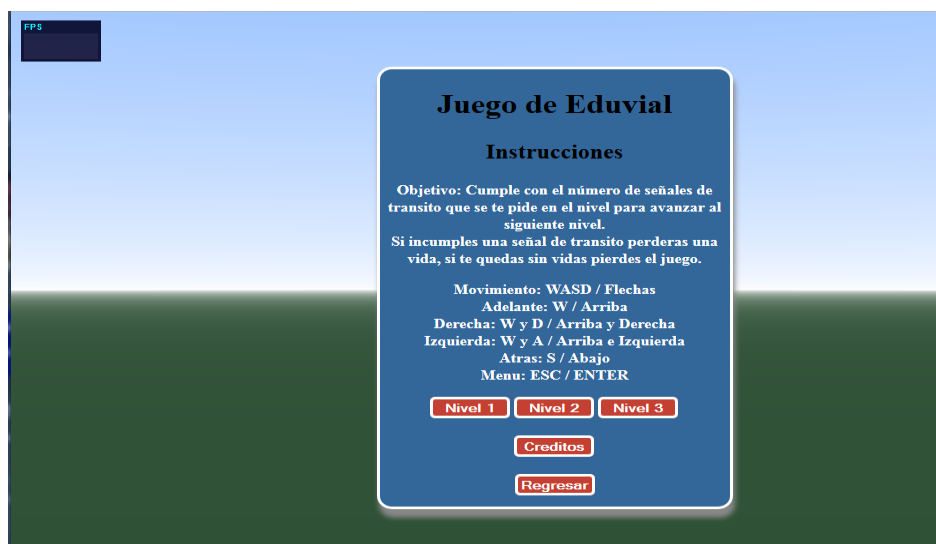 FPS
Juego de Eduvial
Instrucciones
Objetivo: Cumple con el número de señales de
transito que se te pide en el nivel para avanzar al
siguiente nivel.
Si incumples una señal de transito perderas una
vida, si te quedas sin vidas pierdes el juego.
Movimiento: WASD / Flechas
Adelante: W / Arriba
Derecha: W y D / Arriba y Derecha
Izquierda: W y A / Arriba e Izquierda
Atras: S / Abajo
Menu: ESC / ENTER
Nivel 1 Nivel 2 Nivel 3
Creditos
Regresar